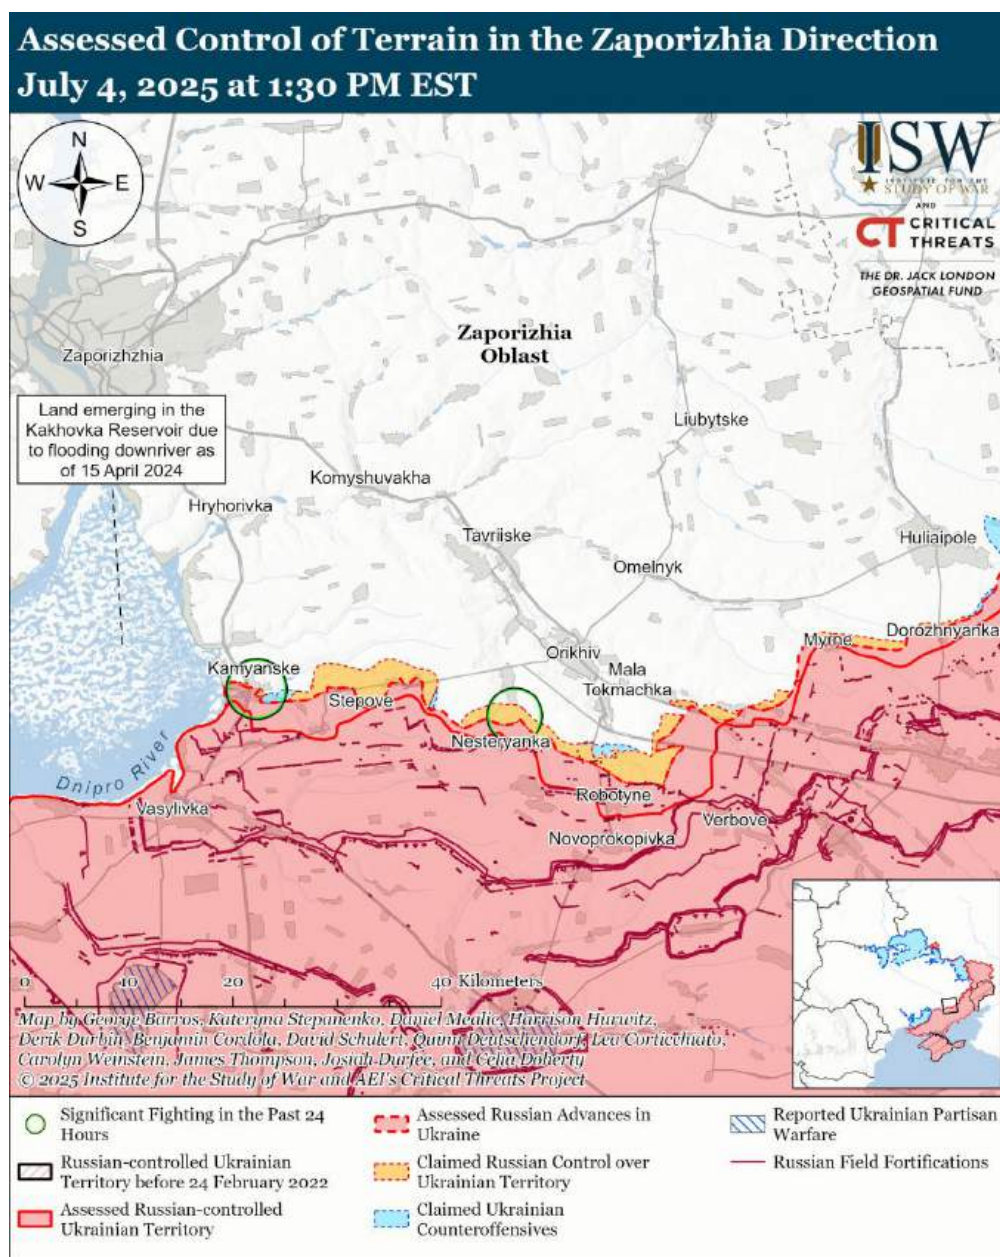 Assessed Control of Terrain in the Zaporizhia Direction
July 4, 2025 at 1:30 PM EST
N
W
E
S
ISW
INSTITUTE FOR THE
STUDY OF WAR
AND
CT CRITICAL
THREATS
THE DR. JACK LONDON
GEOSPATIAL FUND
Zaporizhia
Oblast
Zaporizhzhia
Land emerging in the
Kakhovka Reservoir due
to flooding downriver as
of 15 April 2024
Liubytske
Komyshuvakha
Hryhorivka
Tavriiske
Huliaipole
Omelnyk
Dorozhnyanka
Myrne
Orikhiv
Kamyanske
Mala
Tokmachka
Stepove
Nesteryanka
Dnipro River
Robotyne
Vasylivka
Verbove
Novoprokopivka
0
10
20
40 Kilometers
Map by George Barros, Kateryna Stepanenko, Daniel Mealie, Harrison Hurwitz,
Derik Durbin, Benjamin Cordola, David Schulert, Quinn Deutschendorf, Leo Corticchiato,
Carolyn Weinstein, James Thompson, Josiah Durfee, and Celia Doherty
© 2025 Institute for the Study of War and AEI's Critical Threats Project
Significant Fighting in the Past 24
Hours
Russian-controlled Ukrainian
Territory before 24 February 2022
Assessed Russian-controlled
Ukrainian Territory
Assessed Russian Advances in
Ukraine
Claimed Russian Control over
Ukrainian Territory
Claimed Ukrainian
Counteroffensives
Reported Ukrainian Partisan
Warfare
Russian Field Fortifications